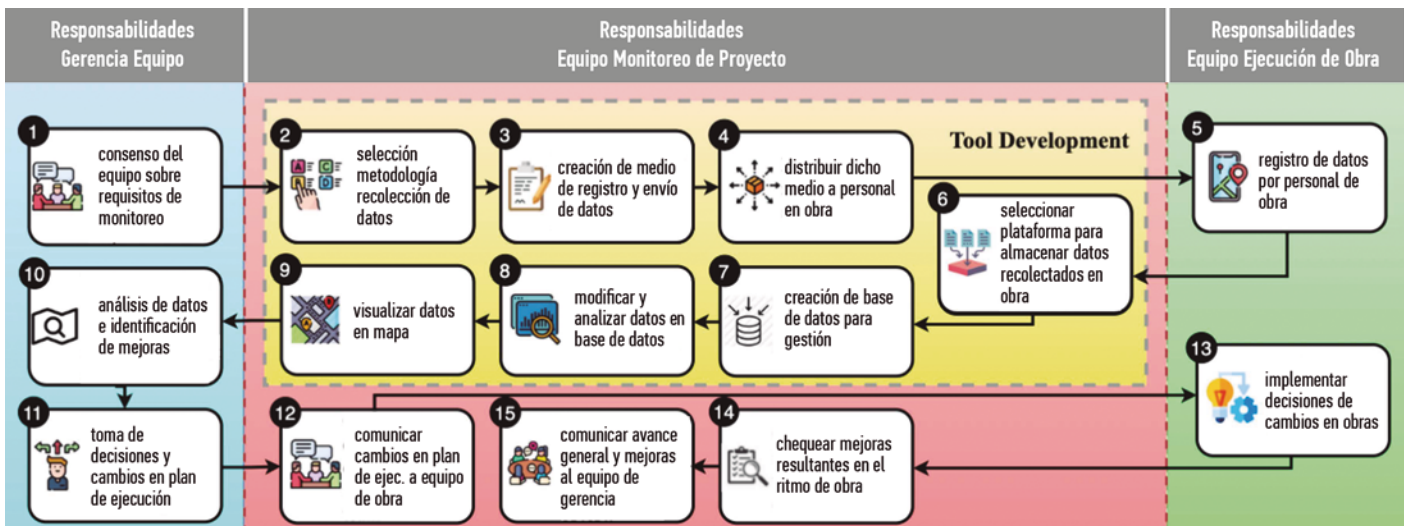 Responsabilidades
Gerencia Equipo
Responsabilidades
Equipo Monitoreo de Proyecto
Responsabilidades
Equipo Ejecución de Obra
Tool Development
1
consenso del
equipo sobre
requisitos de
monitoreo
2
selección
metodología
recolección de
datos
3
creación de medio
de registro y envío
de datos
4
distribuir dicho
medio a personal
en obra
5
registro de datos
por personal de
obra
6
seleccionar
plataforma para
almacenar datos
recolectados en
obra
7
creación de base
de datos para
gestión
8
modificar y
analizar datos en
base de datos
9
visualizar datos
en mapa
10
análisis de datos
e identificación
de mejoras
11
toma de
decisiones y
cambios en plan
de ejecución
12
comunicar
cambios en plan
de ejec. a equipo
de obra
13
implementar
decisiones de
cambios en obras
14
chequear mejoras
resultantes en el
ritmo de obra
15
comunicar avance
general y mejoras
al equipo de
gerencia